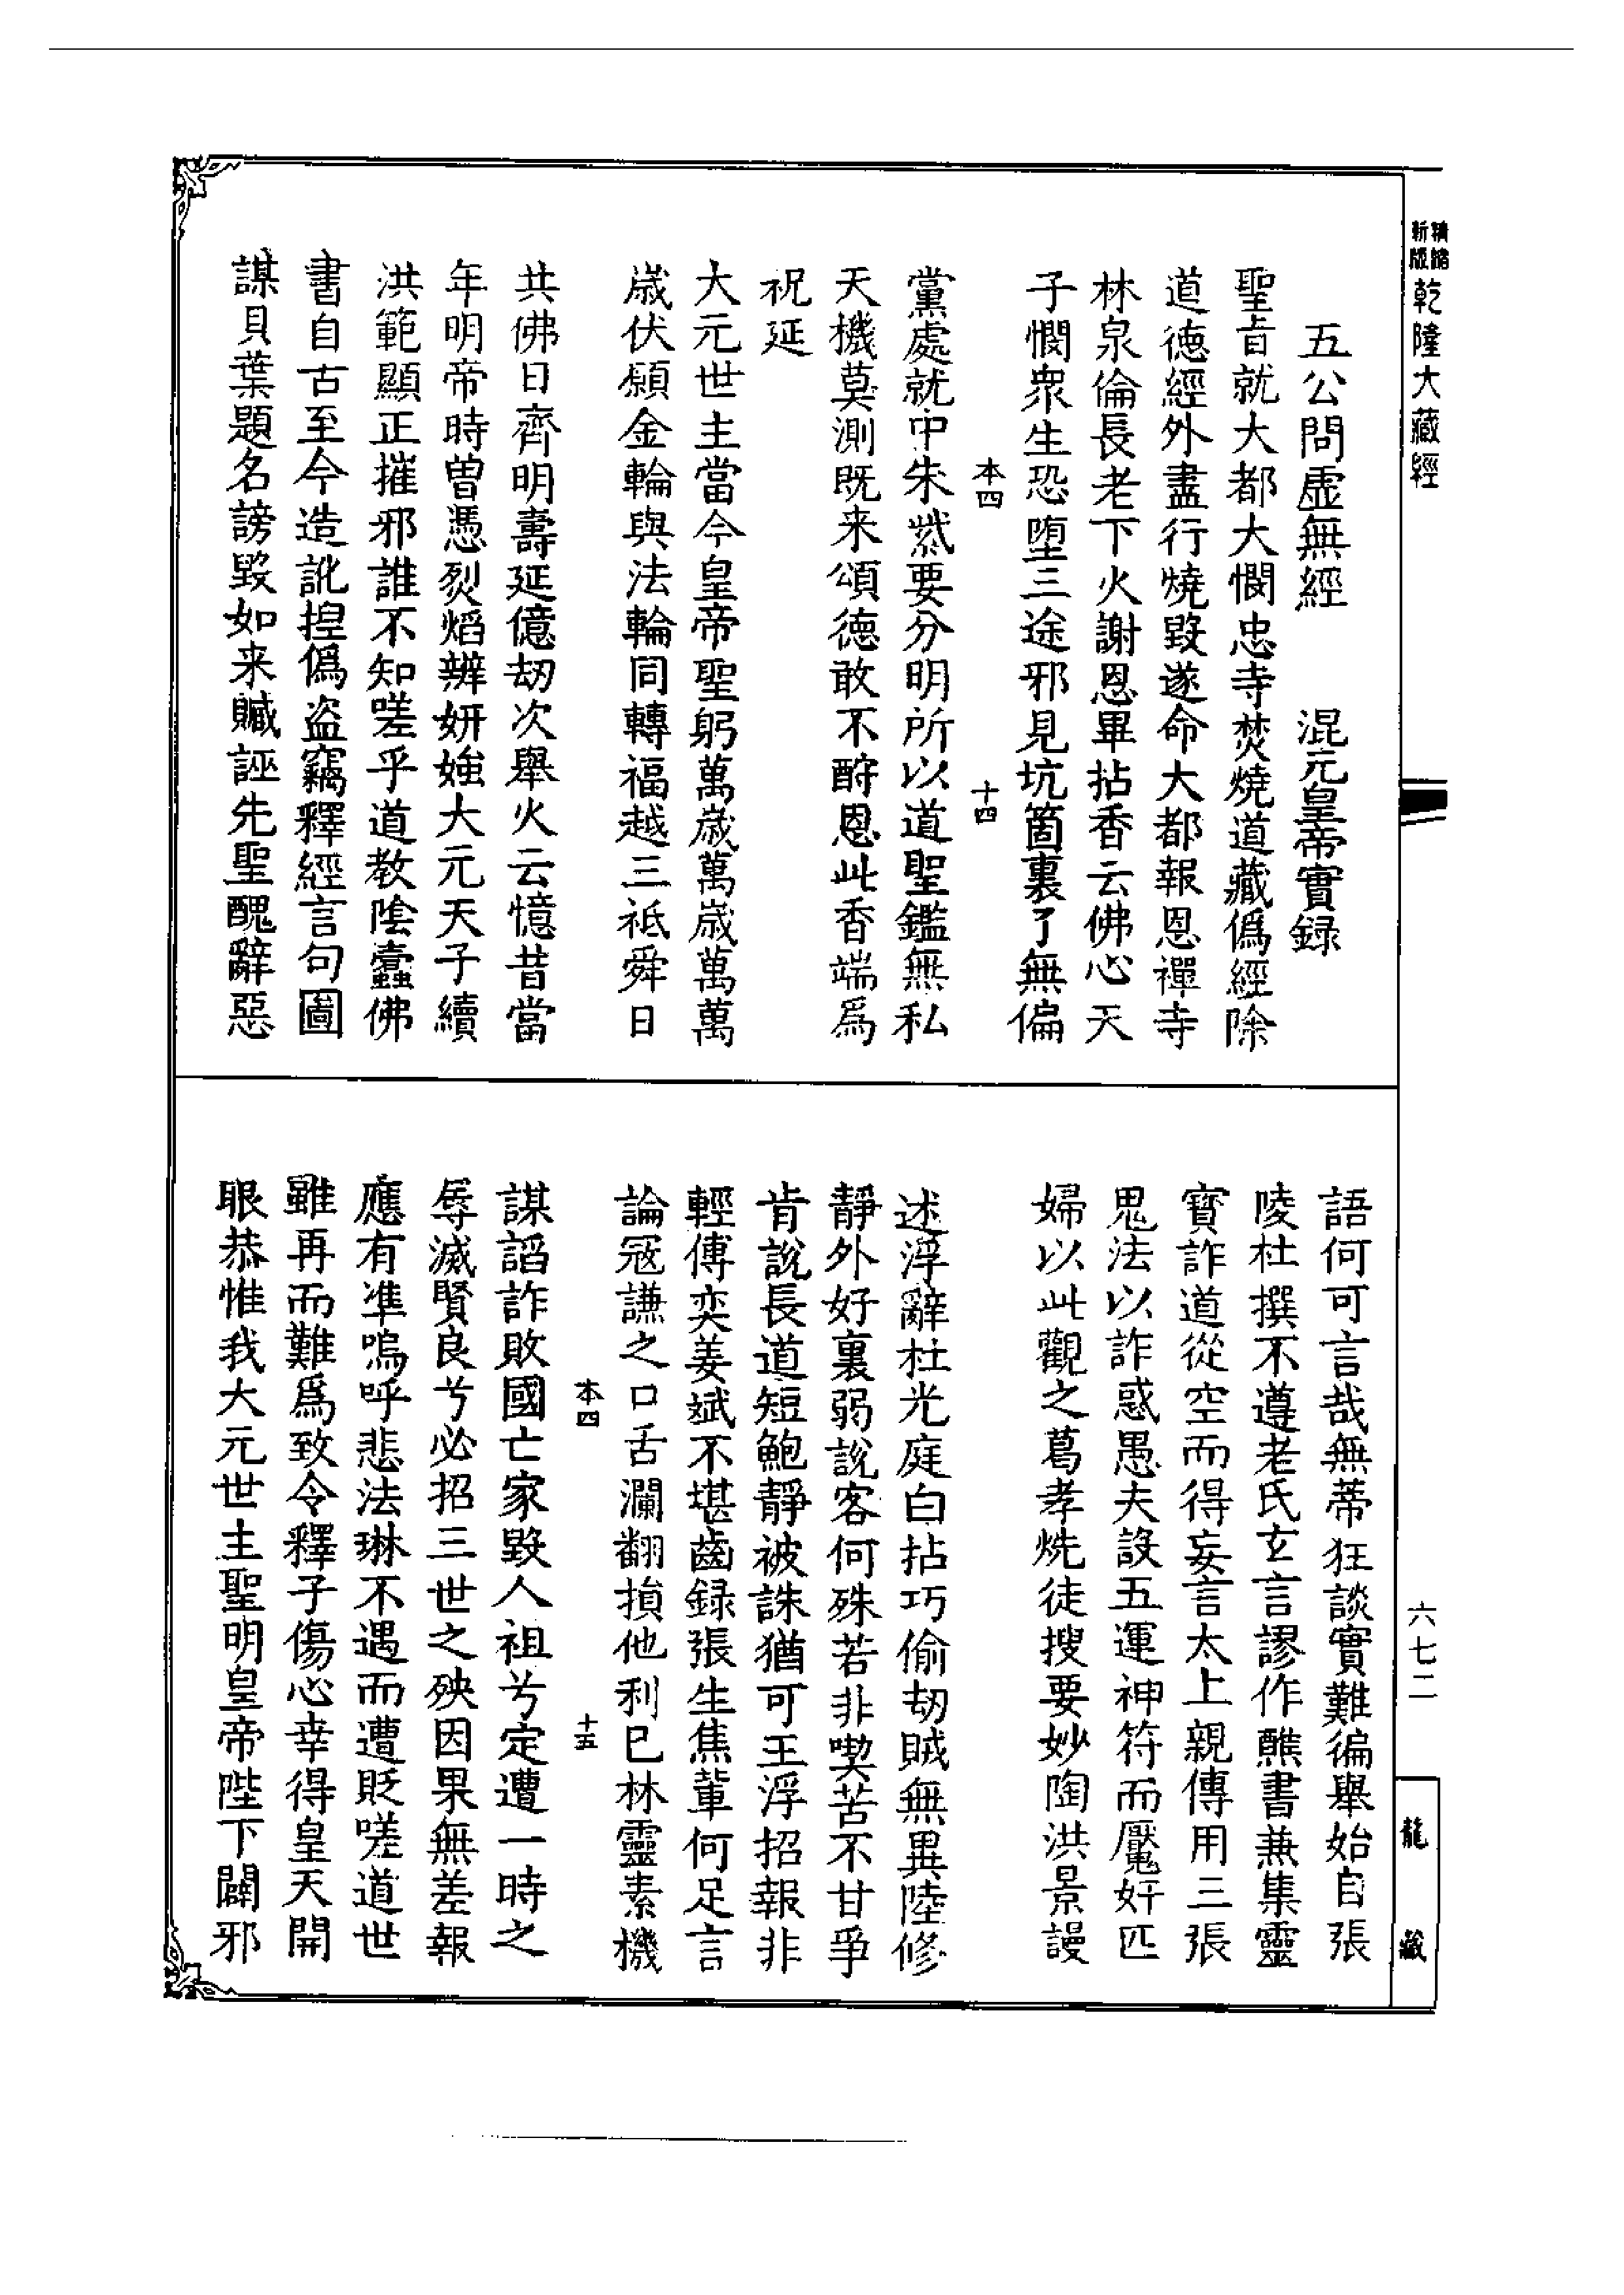 精縮
新版
乾隆大藏經
五公問虛無經　混元皇帝實録
聖旨就大都大憫忠寺焚燒道藏僞經除
道德經外盡行燒毀遂命大都報恩禪寺
林泉倫長老下火謝恩畢拈香云佛心天
子憫衆生恐墮三途邪見坑箇裏了無偏
本四　十四
黨處就中朱紫要分明所以道聖鑑無私
天機莫測既来頌德敢不酧恩此香端爲
祝延
大元世主當今皇帝聖躬萬歳萬歳萬萬
歳伏願金輪與法輪同轉福越三祇舜日
共佛日齊明壽延億劫次舉火云憶昔當
年明帝時曽憑烈焰辨妍媸大元天子續
洪範顯正摧邪誰不知嗟乎道教陰蠧佛
書自古至今造訛捏僞盗竊釋經言句圖
謀貝葉題名謗毀如来贓誣先聖醜辭惡
語何可言哉無蒂狂談實難徧舉始自張
陵杜撰不遵老氏玄言謬作醮書兼集靈
寳詐道從空而得妄言太上親傳用三張
鬼法以詐惑愚夫設五運神符而魘奸匹
婦以此觀之葛孝先徒搜要妙陶洪景謾
述浮辭杜光庭白拈巧偷劫賊無異陸修
靜外好裏弱說客何殊若非喫苦不甘爭
肯說長道短鮑靜被誅猶可王浮招報非
輕傅奕姜斌不堪齒録張生焦輩何足言
論冦謙之口舌瀾翻損他利已林靈素機
本四　十五
謀謟詐敗國亡家毀人祖兮定遭一時之
辱滅賢良兮必招三世之殃因果無差報
應有凖嗚呼悲法琳不遇而遭貶嗟道世
雖再而難爲致令釋子傷心幸得皇天開
眼恭惟我大元世主聖明皇帝陛下闢邪
六七二
龍藏